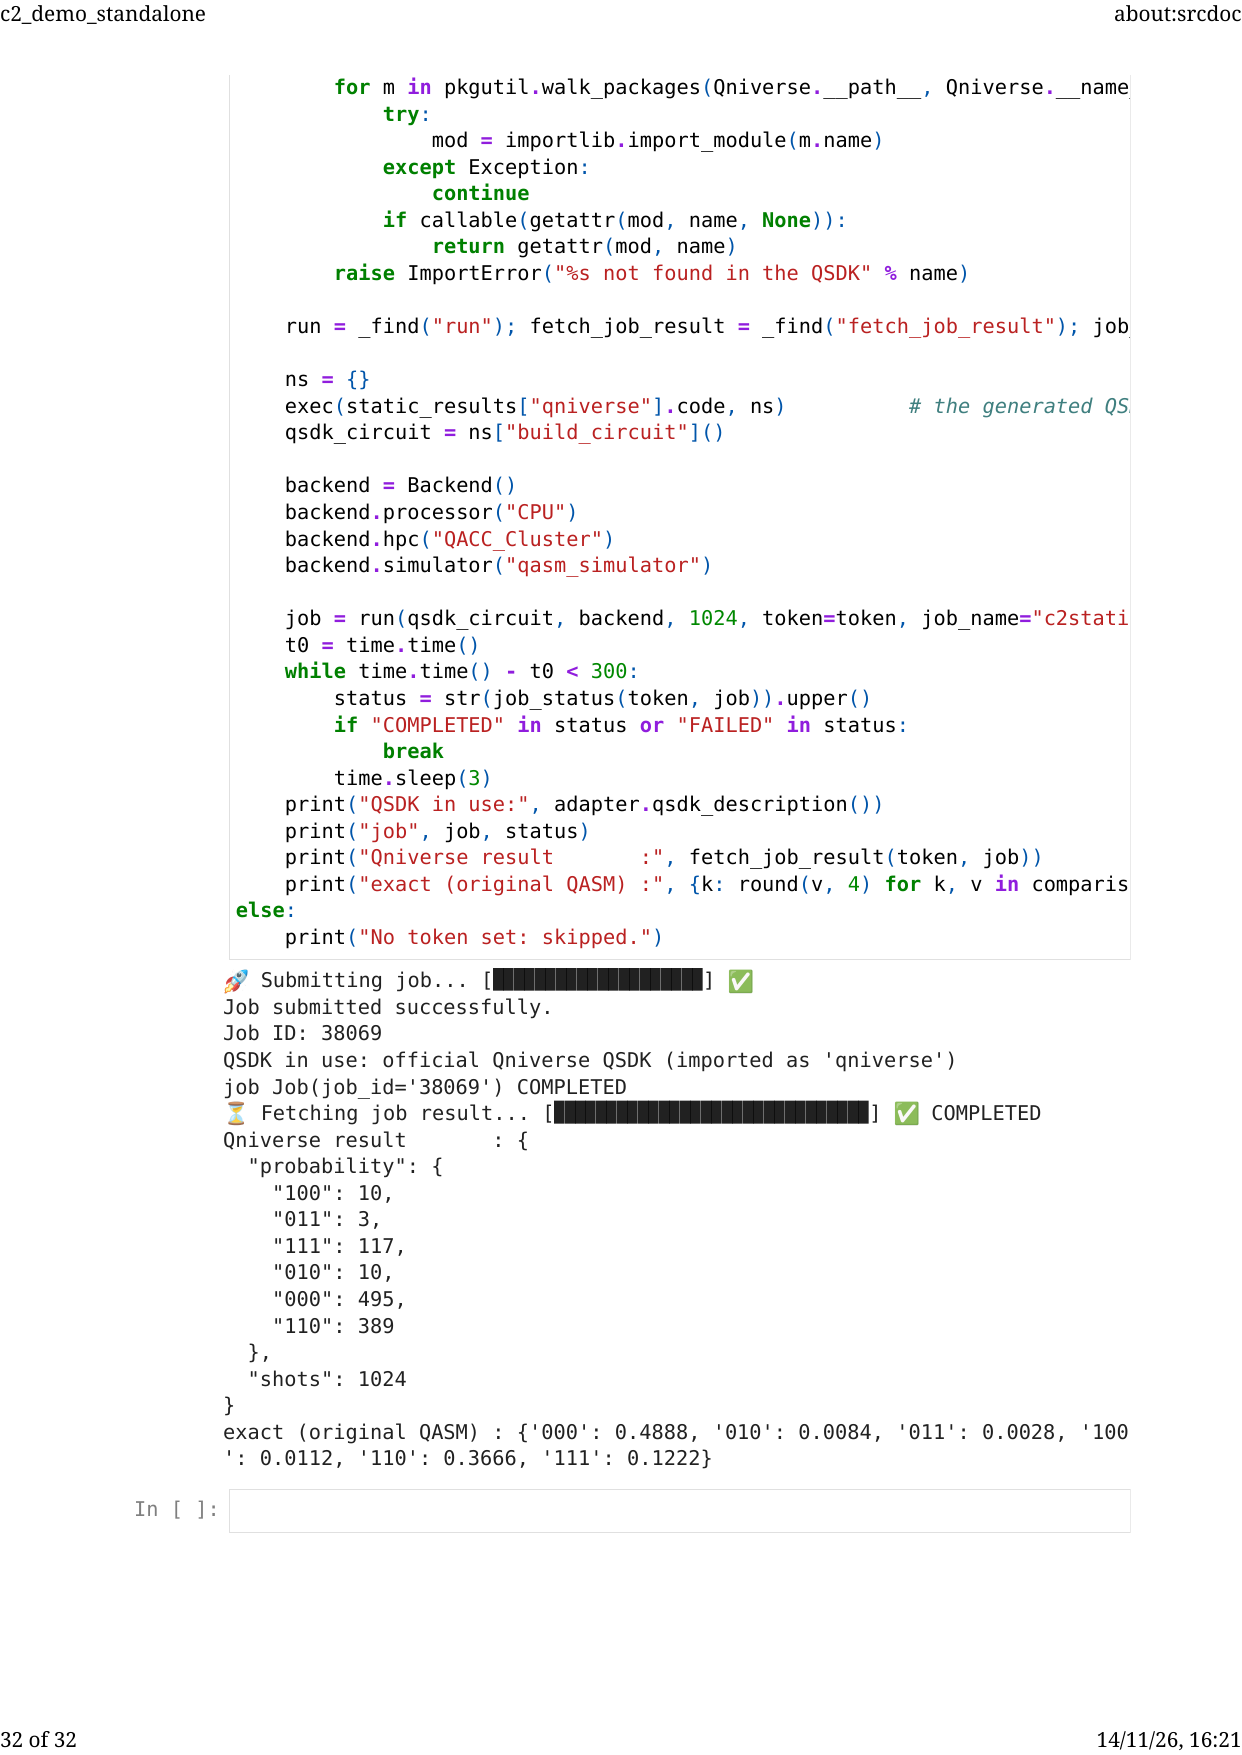 c2_demo_standalone about:srcdoc
for m in pkgutil.walk_packages(Qniverse.__path__, Qniverse.__name_
try:
mod = importlib.import_module(m.name)
except Exception:
continue
if callable(getattr(mod, name, None)):
return getattr(mod, name)
raise ImportError("%s not found in the QSDK" % name)
run = _find("run"); fetch_job_result = _find("fetch_job_result"); job_
ns = {}
exec(static_results["qniverse"].code, ns) # the generated QS
qsdk_circuit = ns["build_circuit"]()
backend = Backend()
backend.processor("CPU")
backend.hpc("QACC_Cluster")
backend.simulator("qasm_simulator")
job = run(qsdk_circuit, backend, 1024, token=token, job_name="c2stati
t0 = time.time()
while time.time() - t0 < 300:
status = str(job_status(token, job)).upper()
if "COMPLETED" in status or "FAILED" in status:
break
time.sleep(3)
print("QSDK in use:", adapter.qsdk_description())
print("job", job, status)
print("Qniverse result       :", fetch_job_result(token, job))
print("exact (original QASM) :", {k: round(v, 4) for k, v in comparis
else:
print("No token set: skipped.")
🚀 Submitting job... [███████████████████] ✅
Job submitted successfully.
Job ID: 38069
QSDK in use: official Qniverse QSDK (imported as 'qniverse')
job Job(job_id='38069') COMPLETED
⏳ Fetching job result... [████████████████████████████] ✅ COMPLETED
Qniverse result       : {
"probability": {
"100": 10,
"011": 3,
"111": 117,
"010": 10,
"000": 495,
"110": 389
},
"shots": 1024
}
exact (original QASM) : {'000': 0.4888, '010': 0.0084, '011': 0.0028, '100
': 0.0112, '110': 0.3666, '111': 0.1222}
In [ ]:
32 of 32 14/11/26, 16:21